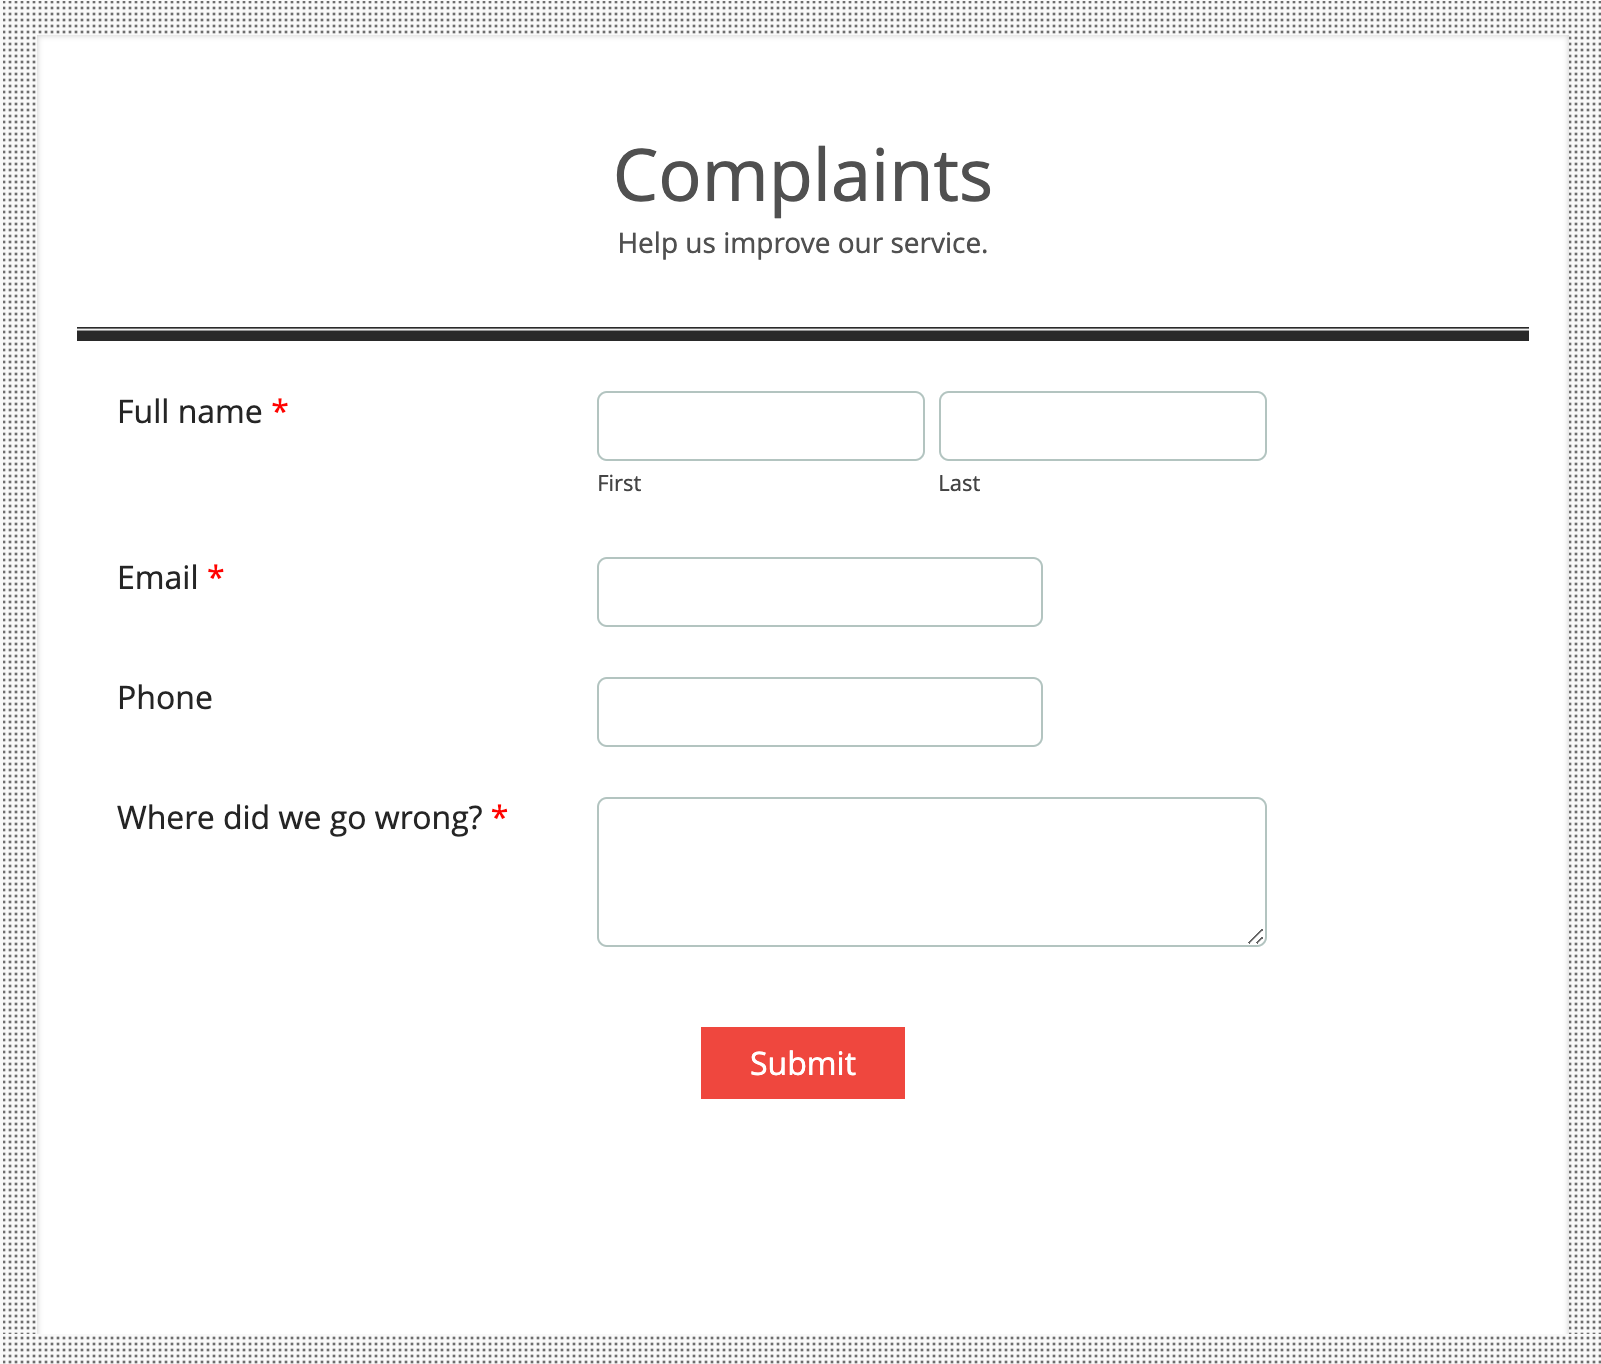 Complaints
Help us improve our service.
Full name *
First Last
Email *
Phone
Where did we go wrong? *
Submit